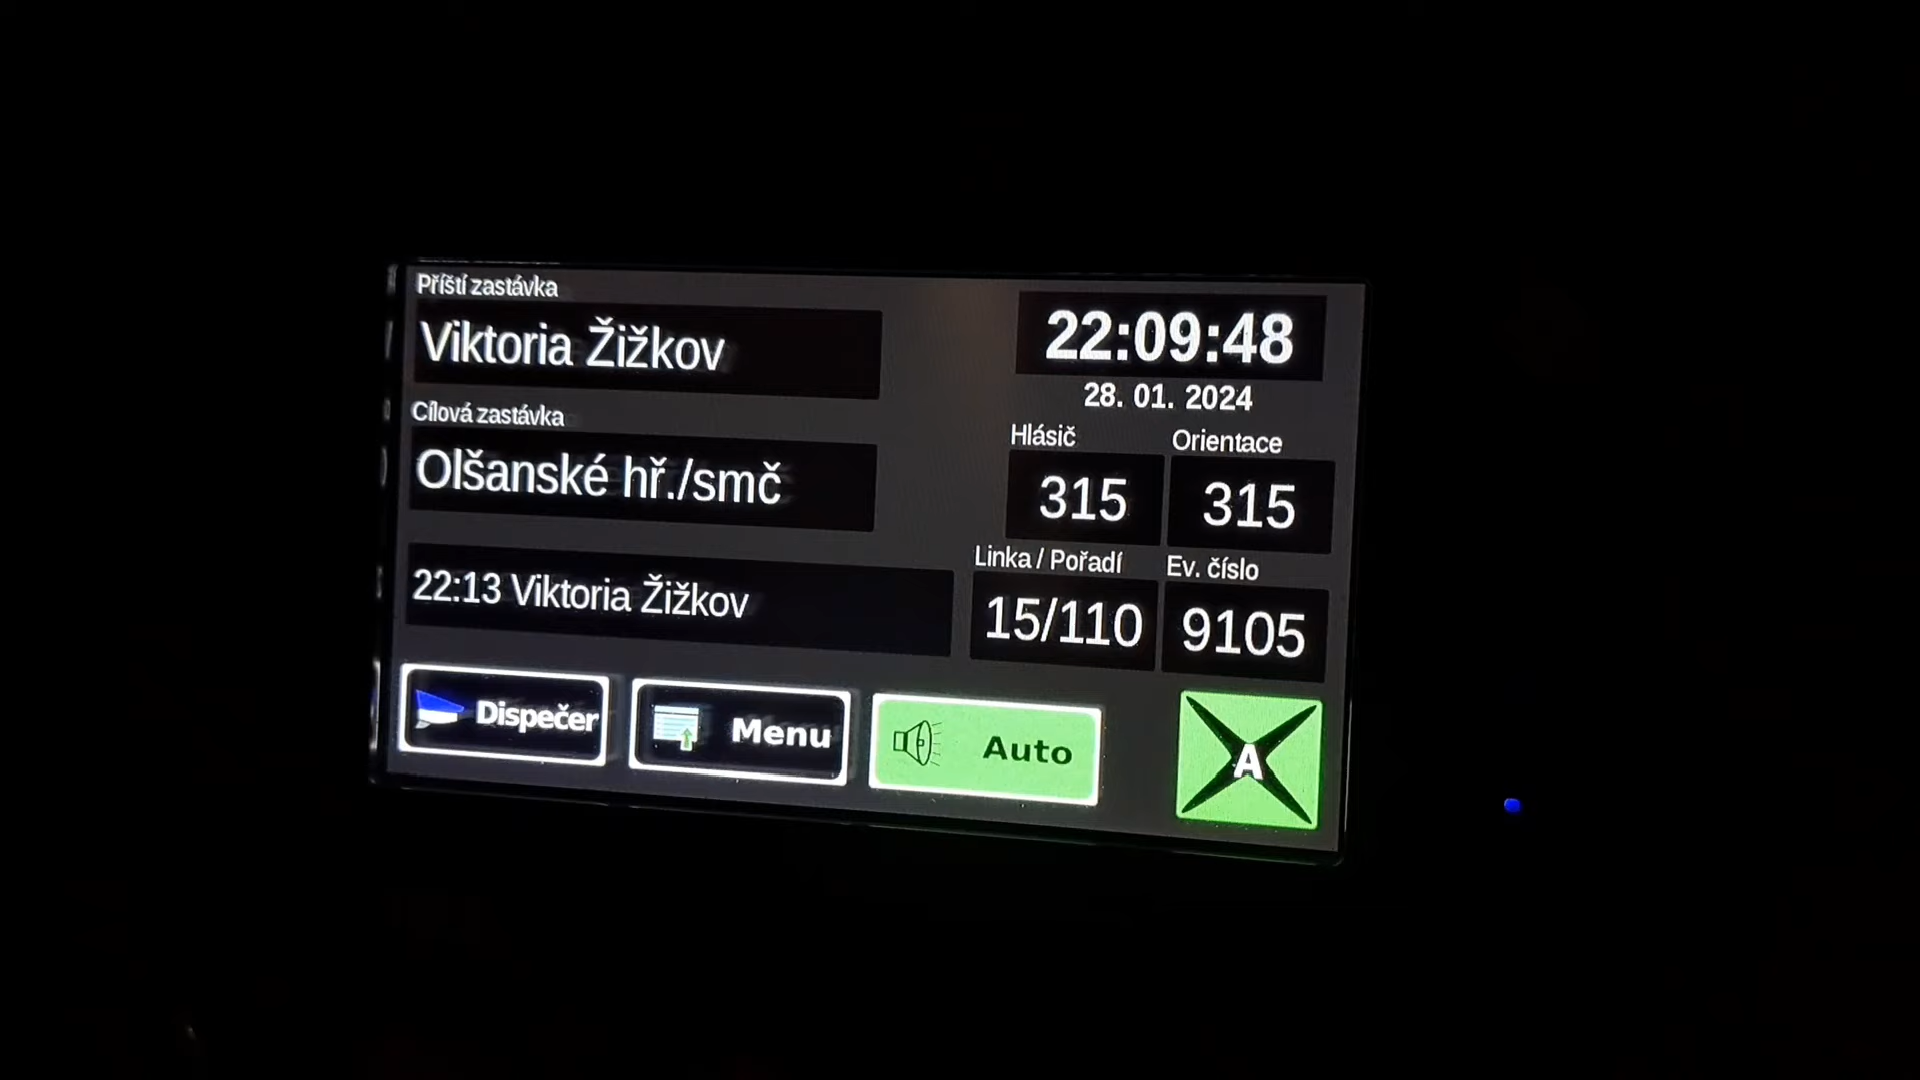 Příští zastávka
Viktoria Žižkov
22:09:48
28. 01. 2024
Cílová zastávka
Olšanské hř./smč
Hlásič
Orientace
315
315
22:13 Viktoria Žižkov
Linka / Pořadí
Ev. číslo
15/110
9105
Dispečer
Menu
Auto
A